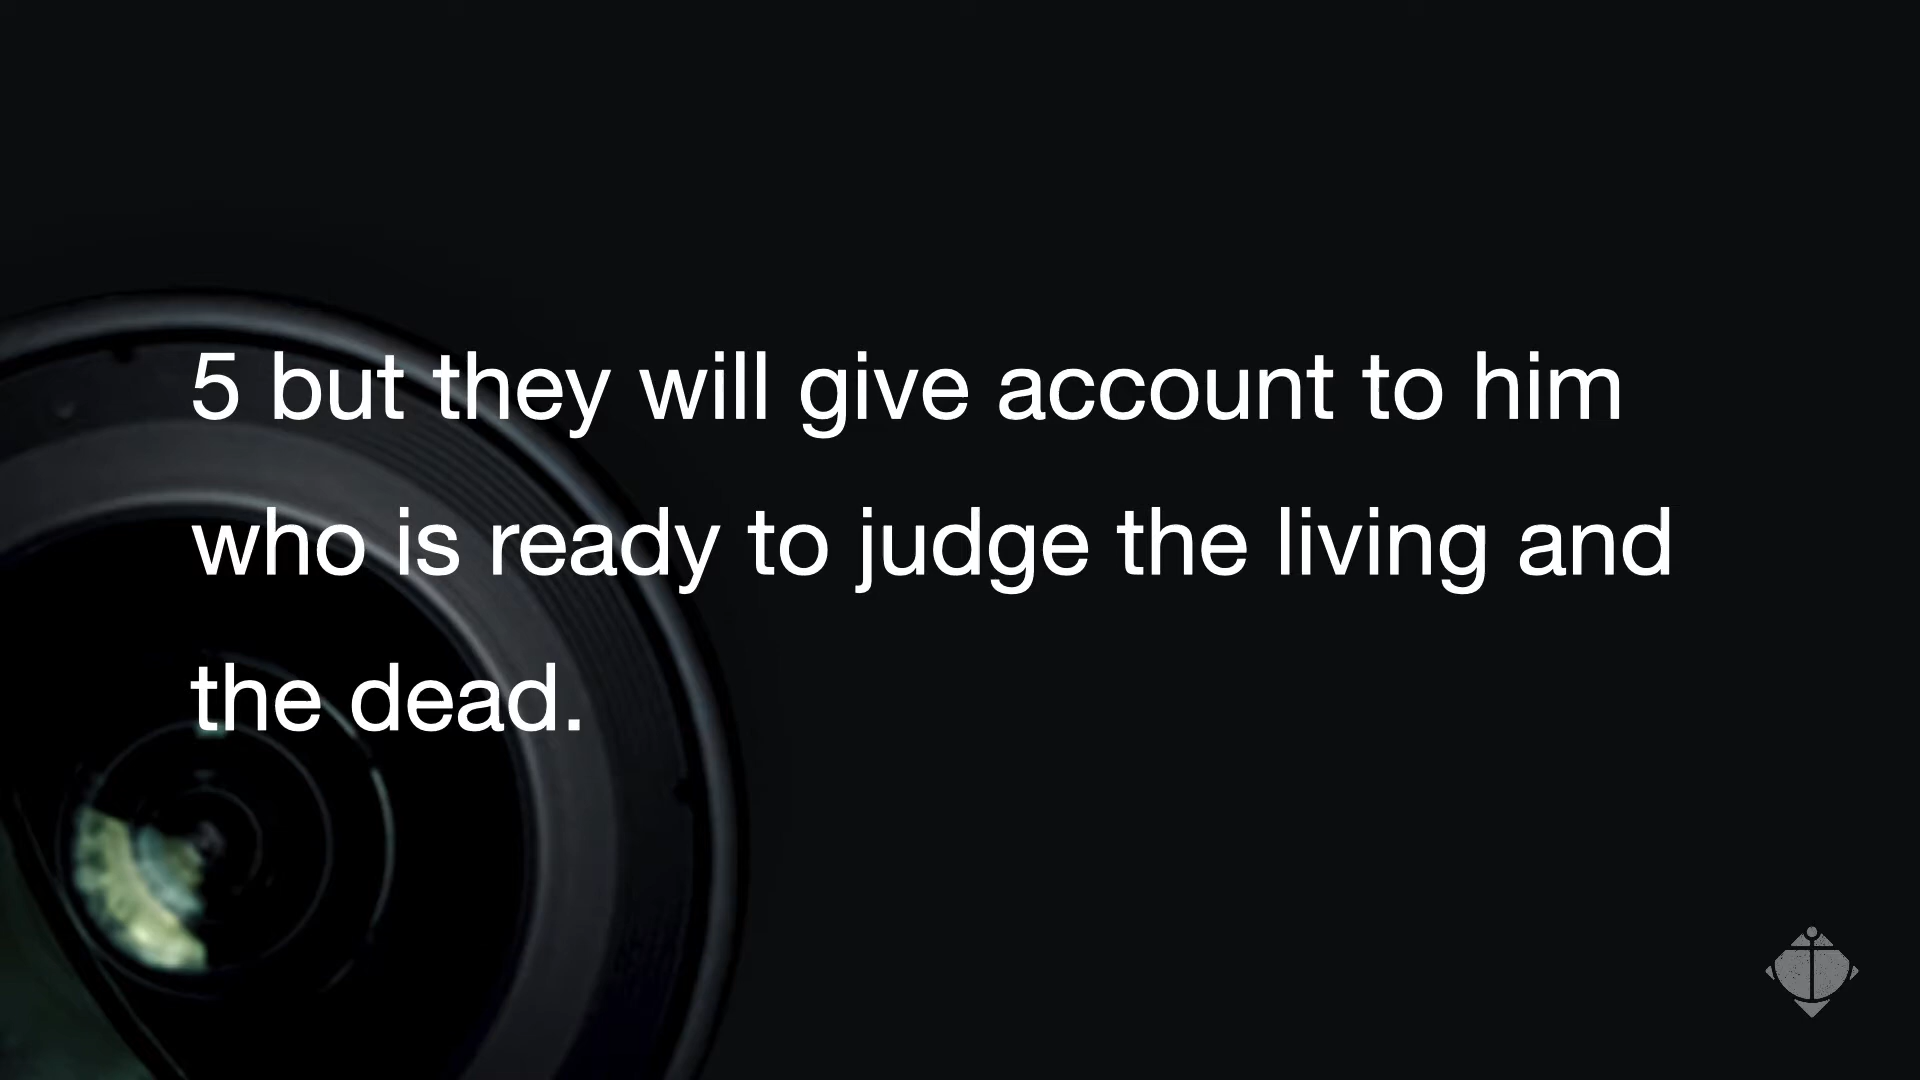 5 but they will give account to him
who is ready to judge the living and
the dead.